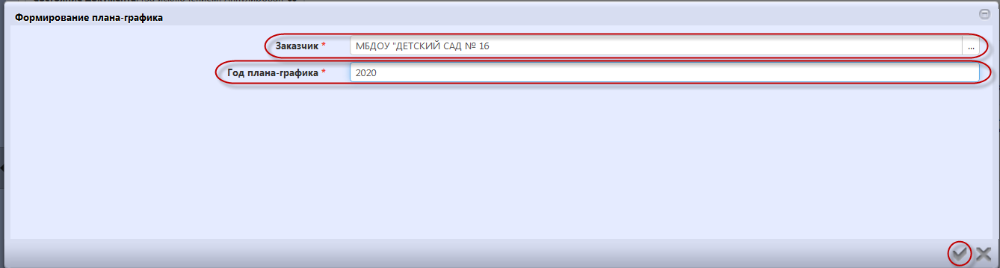 Формирование плана-графика
Заказчик *
МБДОУ "ДЕТСКИЙ САД № 16
...
Год плана-графика *
2020